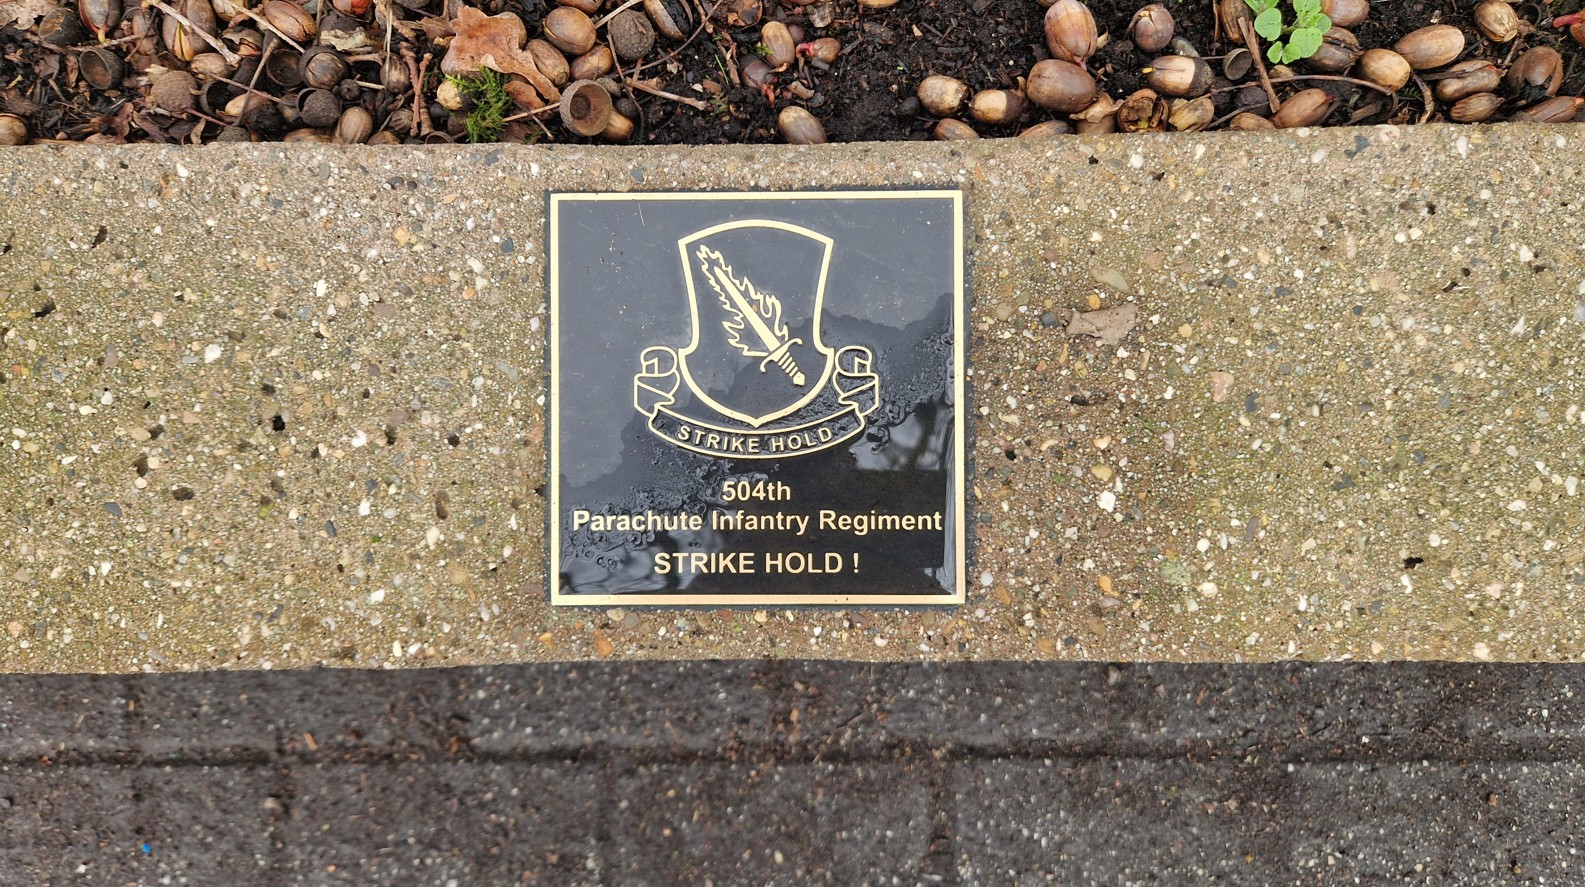 STRIKE HOLD
504th
Parachute Infantry Regiment
STRIKE HOLD !